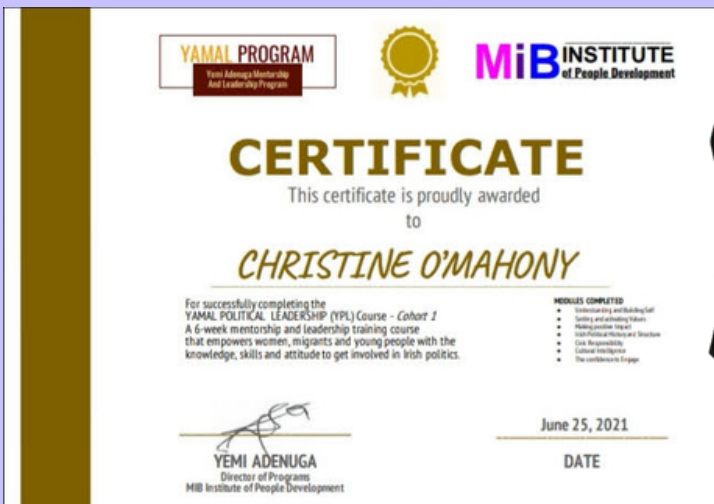 YAMAL PROGRAM
Yemi Adenuga Mentorship
And Leadership Program
MiB INSTITUTE
of People Development
CERTIFICATE
This certificate is proudly awarded
to
CHRISTINE O'MAHONY
For successfully completing the
YAMAL POLITICAL LEADERSHIP (YPL) Course - Cohort 1
A 6-week mentorship and leadership training course
that empowers women, migrants and young people with the
knowledge, skills and attitude to get involved in Irish politics.
MODULES COMPLETED
Understanding and Building Self
Setting and activating Values
Making positive Impact
Irish Political History and Structure
Civic Responsibility
Cultural Intelligence
The confidence to Engage
YEMI ADENUGA
Director of Programs
MIB Institute of People Development
June 25, 2021
DATE